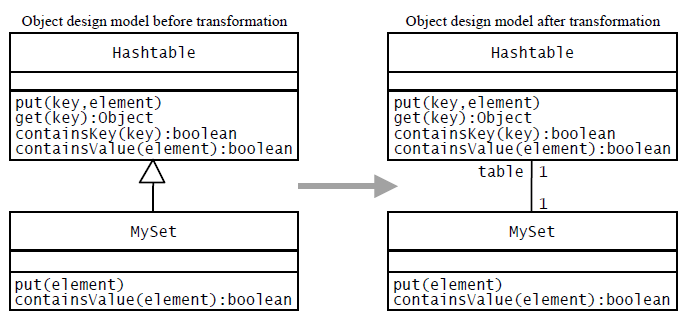 Object design model before transformation
Hashtable
put(key,element)
get(key):Object
containsKey(key):boolean
containsValue(element):boolean
MySet
put(element)
containsValue(element):boolean
Object design model after transformation
Hashtable
put(key,element)
get(key):Object
containsKey(key):boolean
containsValue(element):boolean
table 1
1
MySet
put(element)
containsValue(element):boolean